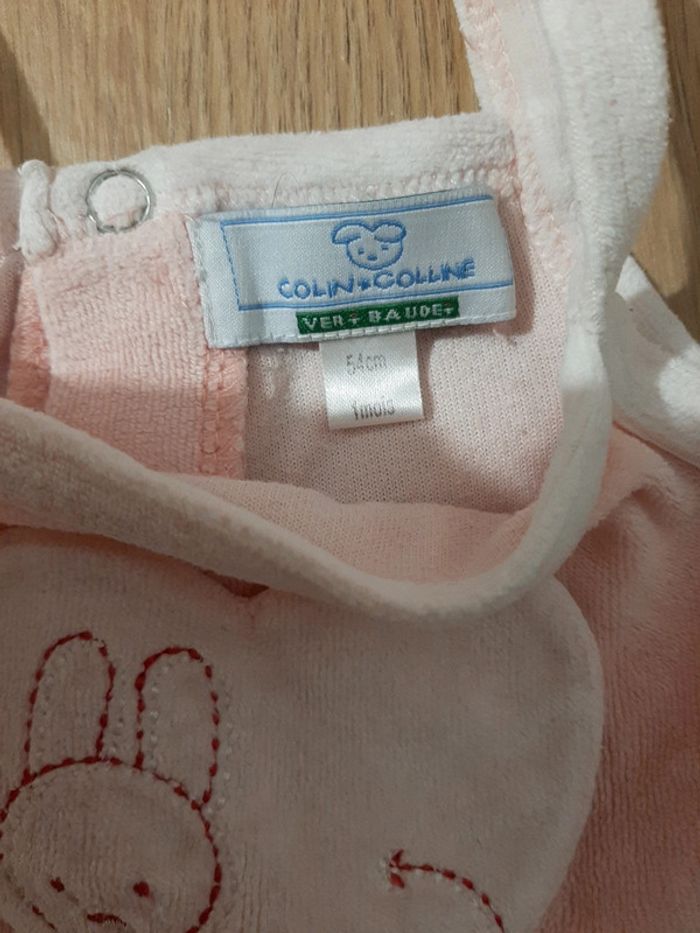 COLIN★COLLINE
VERTBAUDET
54cm
1mois